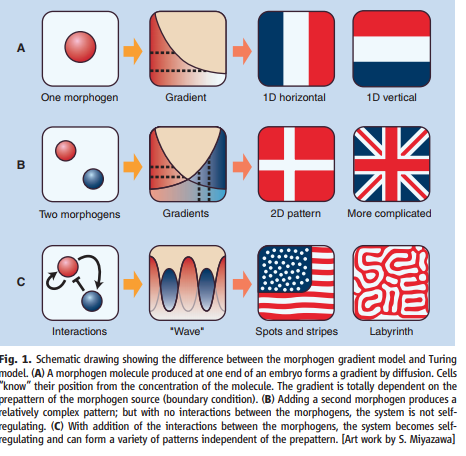 A
One morphogen
Gradient
1D horizontal
1D vertical
B
Two morphogens
Gradients
2D pattern
More complicated
C
Interactions
"Wave"
Spots and stripes
Labyrinth
Fig. 1. Schematic drawing showing the difference between the morphogen gradient model and Turing
model. (A) A morphogen molecule produced at one end of an embryo forms a gradient by diffusion. Cells
“know” their position from the concentration of the molecule. The gradient is totally dependent on the
prepattern of the morphogen source (boundary condition). (B) Adding a second morphogen produces a
relatively complex pattern; but with no interactions between the morphogens, the system is not self-
regulating. (C) With addition of the interactions between the morphogens, the system becomes self-
regulating and can form a variety of patterns independent of the prepattern. [Art work by S. Miyazawa]